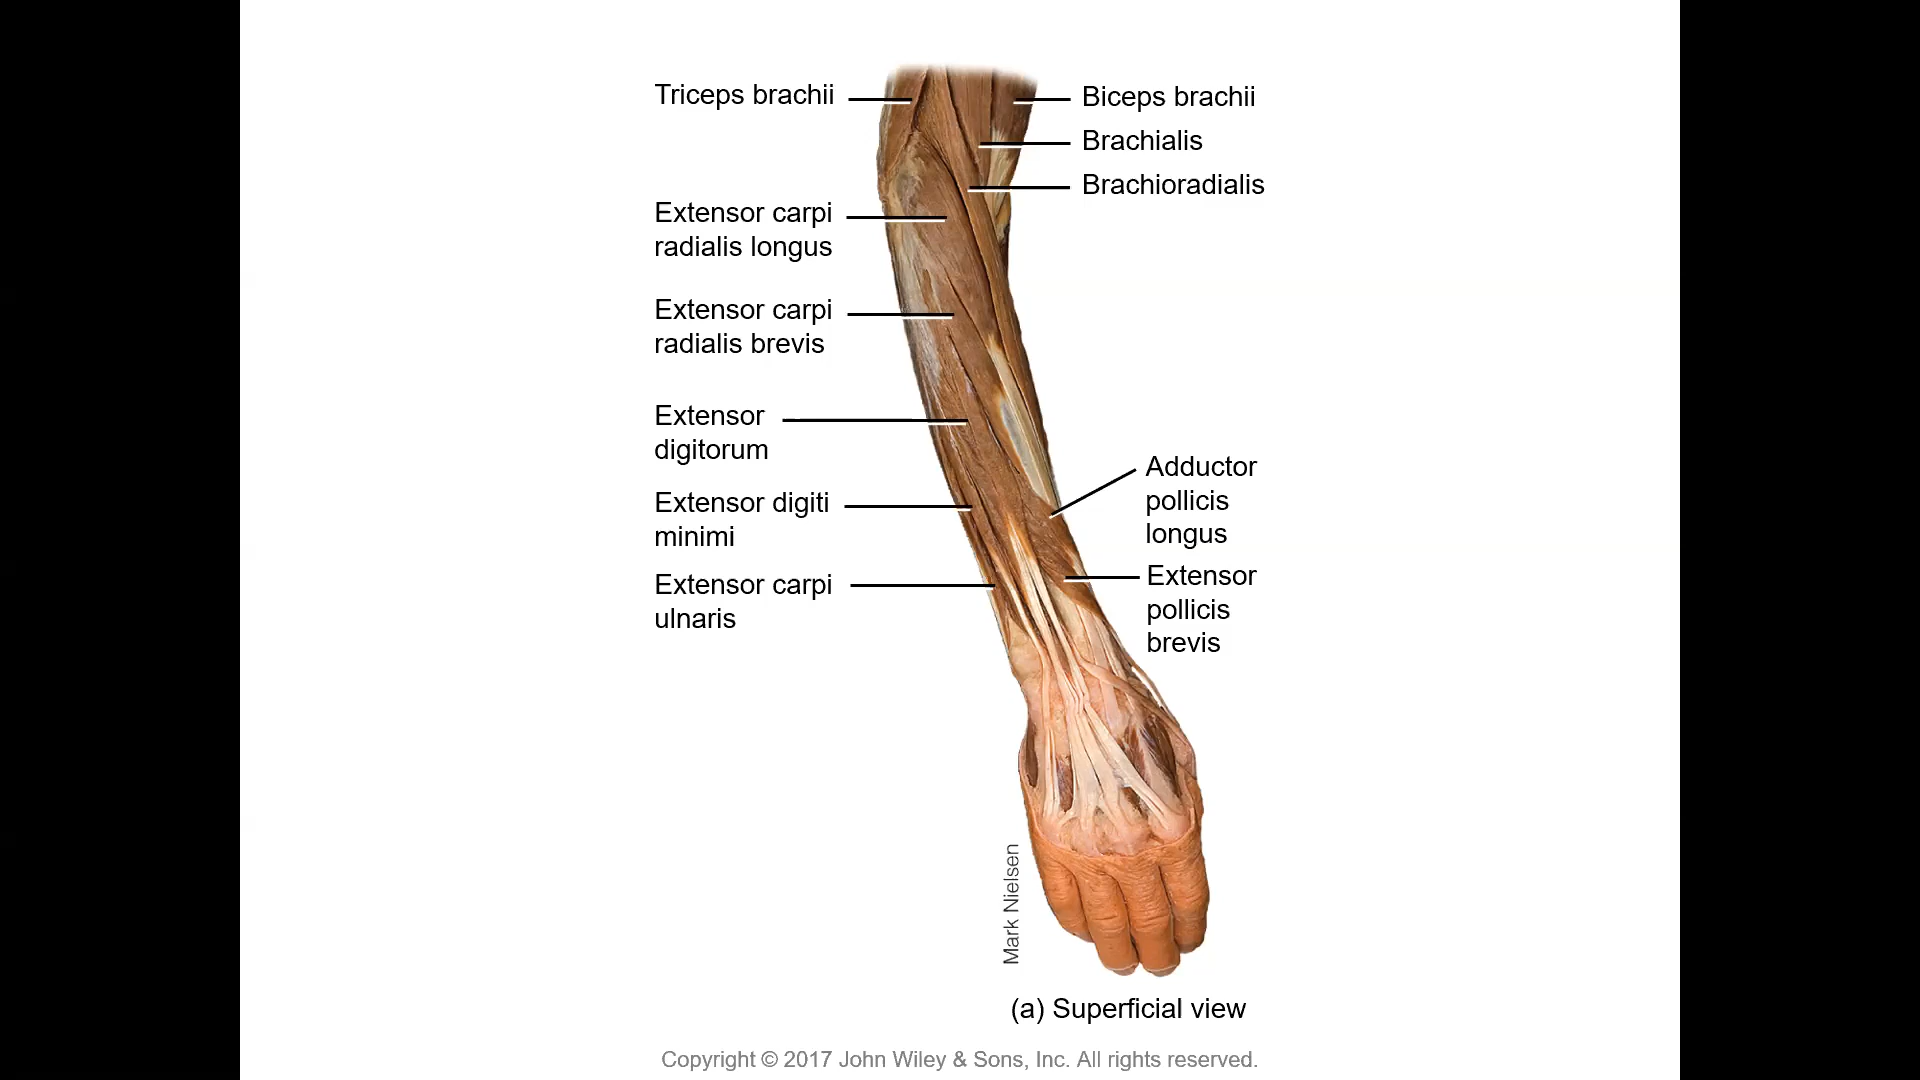 Triceps brachii
Biceps brachii
Brachialis
Brachioradialis
Extensor carpi
radialis longus
Extensor carpi
radialis brevis
Extensor
digitorum
Extensor digiti
minimi
Extensor carpi
ulnaris
Adductor
pollicis
longus
Extensor
pollicis
brevis
Mark Nielsen
(a) Superficial view
Copyright © 2017 John Wiley & Sons, Inc. All rights reserved.